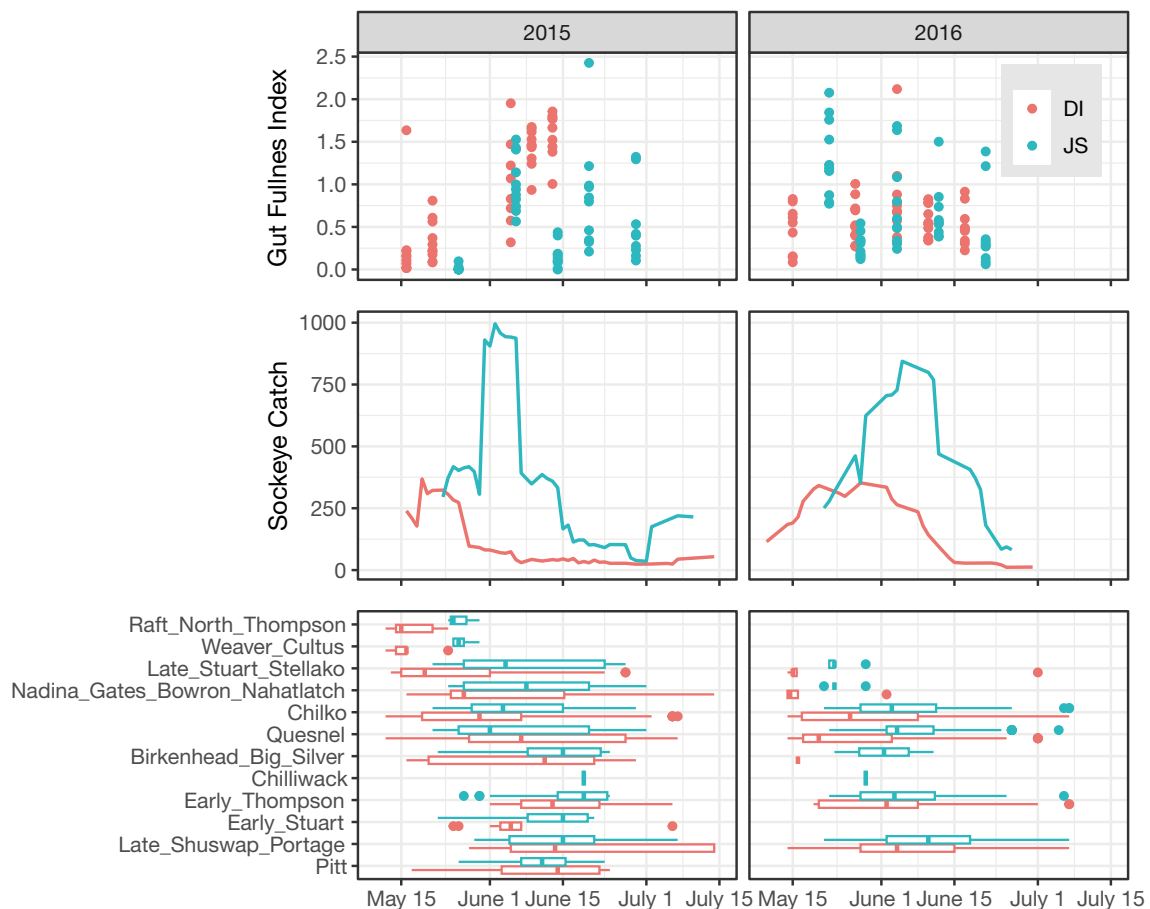 2015
2016
Gut Fullnes Index
2.5
2.0
1.5
1.0
0.5
0.0
DI
JS
Sockeye Catch
1000
750
500
250
0
Raft_North_Thompson
Weaver_Cultus
Late_Stuart_Stellako
Nadina_Gates_Bowron_Nahatlatch
Chilko
Quesnel
Birkenhead_Big_Silver
Chilliwack
Early_Thompson
Early_Stuart
Late_Shuswap_Portage
Pitt
May 15 June 1 June 15 July 1 July 15
May 15 June 1 June 15 July 1 July 15